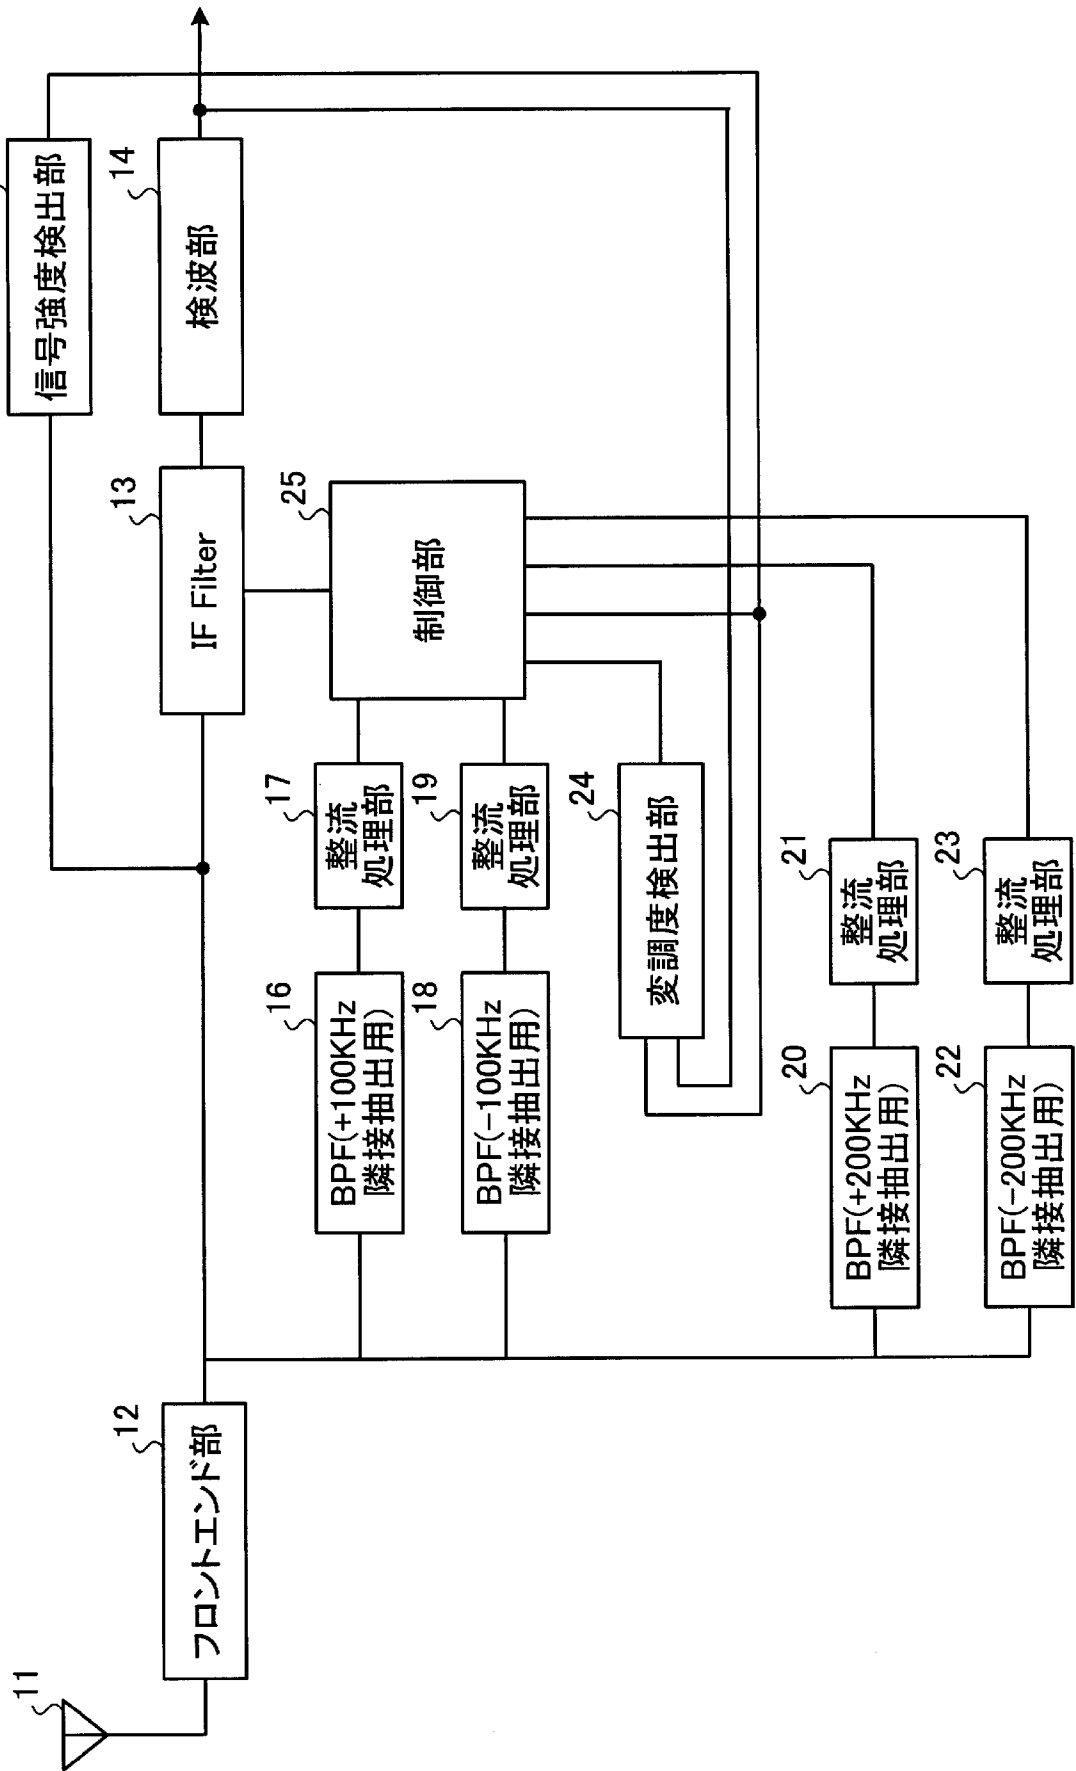 11
12
フロントエンド部
13
IF Filter
14
検波部
信号強度検出部
16
BPF(+100KHz
隣接抽出用)
17
整流
処理部
18
BPF(−100KHz
隣接抽出用)
19
整流
処理部
25
制御部
24
変調度検出部
20
BPF(+200KHz
隣接抽出用)
21
整流
処理部
22
BPF(−200KHz
隣接抽出用)
23
整流
処理部